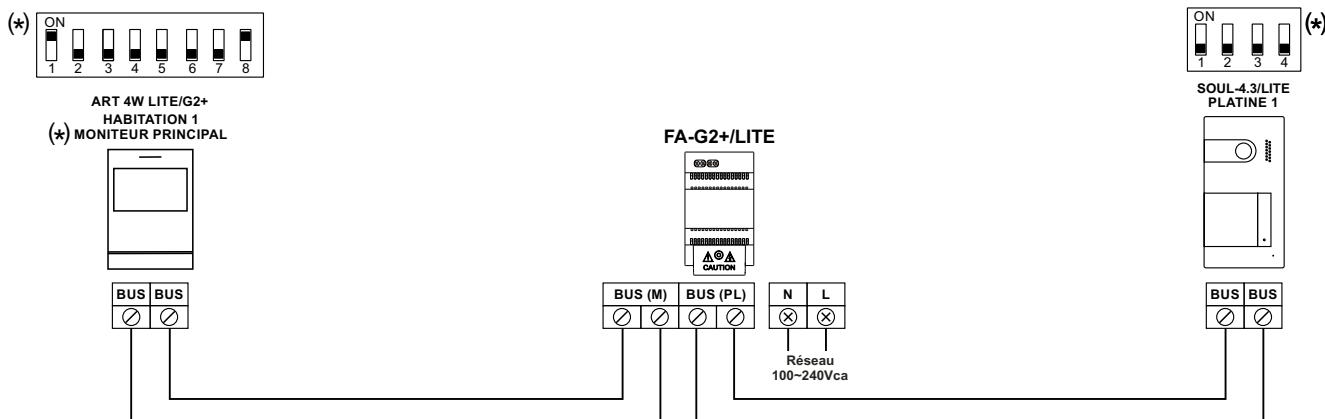 (*)
ON
1 2 3 4 5 6 7 8
ART 4W LITE/G2+
HABITATION 1
(*) MONITEUR PRINCIPAL
BUS BUS
FA-G2+/LITE
CAUTION
BUS (M) BUS (PL) N L
Réseau
100~240Vca
ON
(*)
1 2 3 4
SOUL-4.3/LITE
PLATINE 1
BUS BUS